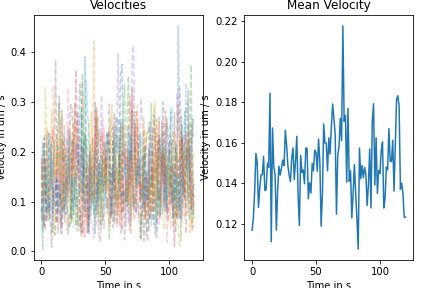 Velocities
Mean Velocity
0.4
0.3
0.2
0.1
0.0
0.22
0.20
0.18
0.16
0.14
0.12
Velocity in um / s
Velocity in um / s
0 50 100
0 50 100
Time in s
Time in s